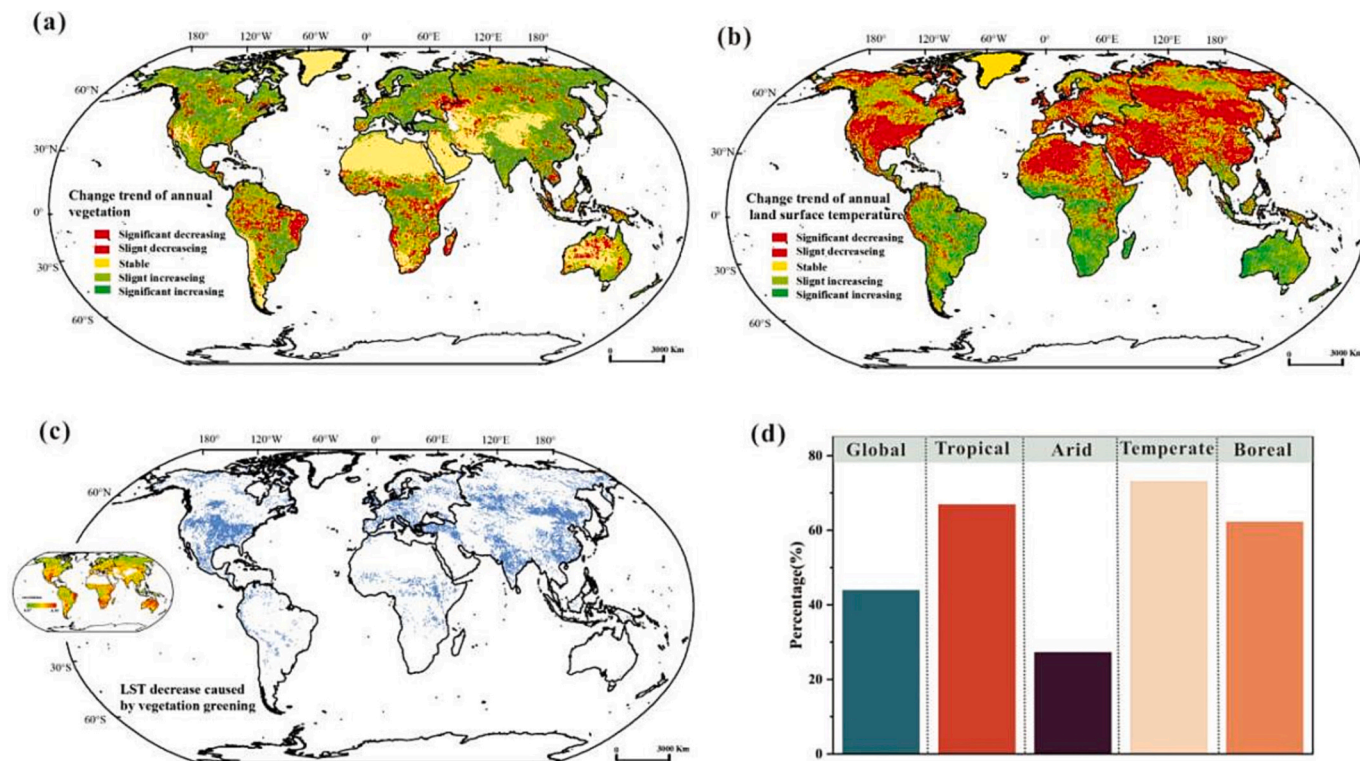 (a)
180° 120°W 60°W 0° 60°E 120°E 180°
60°N
30°N
0°
30°S
60°S
Change trend of annual
vegetation
Significant decreasing
Slignt decreaseing
Stable
Slignt increaseing
Significant increasing
0 3000 Km
(b)
180° 120°W 60°W 0° 60°E 120°E 180°
60°N
30°N
0°
30°S
60°S
Change trend of annual
land surface temperature
Significant decreasing
Slignt decreaseing
Stable
Slignt increaseing
Significant increasing
0 3000 Km
(c)
180° 120°W 60°W 0° 60°E 120°E 180°
60°N
30°S
60°S
LST decrease caused
by vegetation greening
0 3000 Km
(d)
Global Tropical Arid Temperate Boreal
Percentage(%)
80
60
40
20
0